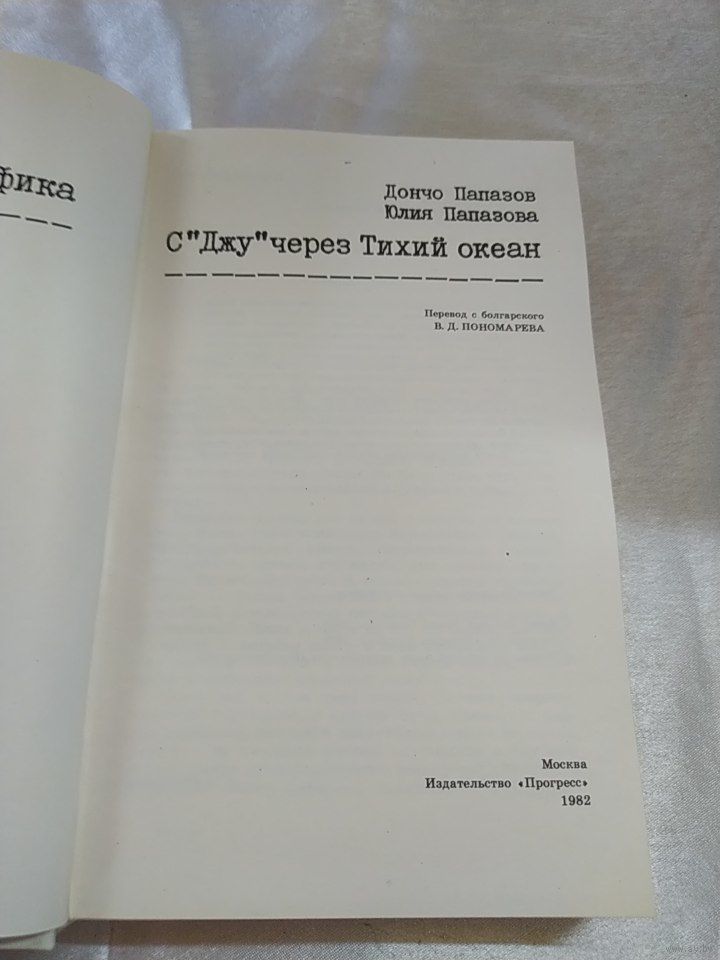 фика
Дончо Папазов
Юлия Папазова
С"Джу"через Тихий океан
Перевод с болгарского
В. Д. ПОНОМАРЕВА
Москва
Издательство «Прогресс»
1982